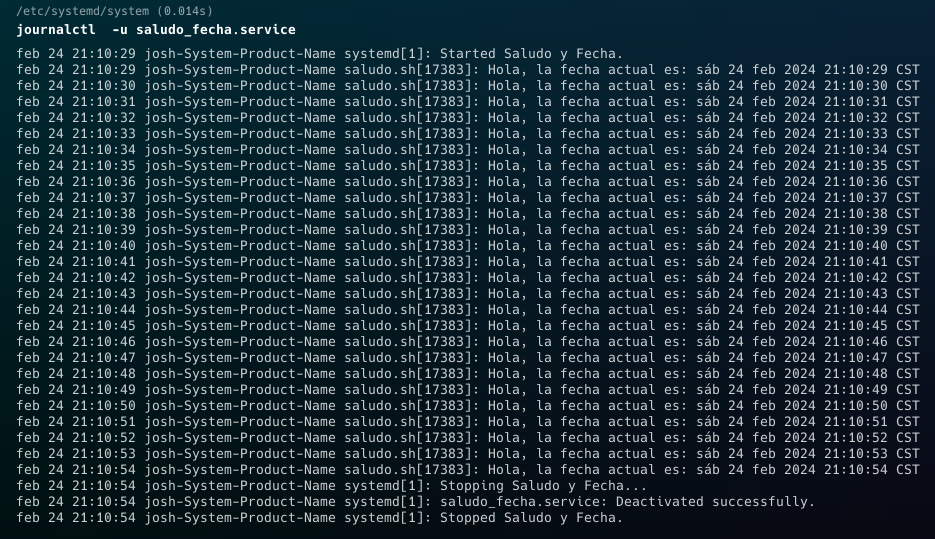 /etc/systemd/system (0.014s)
journalctl  -u saludo_fecha.service
feb 24 21:10:29 josh-System-Product-Name systemd[1]: Started Saludo y Fecha.
feb 24 21:10:29 josh-System-Product-Name saludo.sh[17383]: Hola, la fecha actual es: sáb 24 feb 2024 21:10:29 CST
feb 24 21:10:30 josh-System-Product-Name saludo.sh[17383]: Hola, la fecha actual es: sáb 24 feb 2024 21:10:30 CST
feb 24 21:10:31 josh-System-Product-Name saludo.sh[17383]: Hola, la fecha actual es: sáb 24 feb 2024 21:10:31 CST
feb 24 21:10:32 josh-System-Product-Name saludo.sh[17383]: Hola, la fecha actual es: sáb 24 feb 2024 21:10:32 CST
feb 24 21:10:33 josh-System-Product-Name saludo.sh[17383]: Hola, la fecha actual es: sáb 24 feb 2024 21:10:33 CST
feb 24 21:10:34 josh-System-Product-Name saludo.sh[17383]: Hola, la fecha actual es: sáb 24 feb 2024 21:10:34 CST
feb 24 21:10:35 josh-System-Product-Name saludo.sh[17383]: Hola, la fecha actual es: sáb 24 feb 2024 21:10:35 CST
feb 24 21:10:36 josh-System-Product-Name saludo.sh[17383]: Hola, la fecha actual es: sáb 24 feb 2024 21:10:36 CST
feb 24 21:10:37 josh-System-Product-Name saludo.sh[17383]: Hola, la fecha actual es: sáb 24 feb 2024 21:10:37 CST
feb 24 21:10:38 josh-System-Product-Name saludo.sh[17383]: Hola, la fecha actual es: sáb 24 feb 2024 21:10:38 CST
feb 24 21:10:39 josh-System-Product-Name saludo.sh[17383]: Hola, la fecha actual es: sáb 24 feb 2024 21:10:39 CST
feb 24 21:10:40 josh-System-Product-Name saludo.sh[17383]: Hola, la fecha actual es: sáb 24 feb 2024 21:10:40 CST
feb 24 21:10:41 josh-System-Product-Name saludo.sh[17383]: Hola, la fecha actual es: sáb 24 feb 2024 21:10:41 CST
feb 24 21:10:42 josh-System-Product-Name saludo.sh[17383]: Hola, la fecha actual es: sáb 24 feb 2024 21:10:42 CST
feb 24 21:10:43 josh-System-Product-Name saludo.sh[17383]: Hola, la fecha actual es: sáb 24 feb 2024 21:10:43 CST
feb 24 21:10:44 josh-System-Product-Name saludo.sh[17383]: Hola, la fecha actual es: sáb 24 feb 2024 21:10:44 CST
feb 24 21:10:45 josh-System-Product-Name saludo.sh[17383]: Hola, la fecha actual es: sáb 24 feb 2024 21:10:45 CST
feb 24 21:10:46 josh-System-Product-Name saludo.sh[17383]: Hola, la fecha actual es: sáb 24 feb 2024 21:10:46 CST
feb 24 21:10:47 josh-System-Product-Name saludo.sh[17383]: Hola, la fecha actual es: sáb 24 feb 2024 21:10:47 CST
feb 24 21:10:48 josh-System-Product-Name saludo.sh[17383]: Hola, la fecha actual es: sáb 24 feb 2024 21:10:48 CST
feb 24 21:10:49 josh-System-Product-Name saludo.sh[17383]: Hola, la fecha actual es: sáb 24 feb 2024 21:10:49 CST
feb 24 21:10:50 josh-System-Product-Name saludo.sh[17383]: Hola, la fecha actual es: sáb 24 feb 2024 21:10:50 CST
feb 24 21:10:51 josh-System-Product-Name saludo.sh[17383]: Hola, la fecha actual es: sáb 24 feb 2024 21:10:51 CST
feb 24 21:10:52 josh-System-Product-Name saludo.sh[17383]: Hola, la fecha actual es: sáb 24 feb 2024 21:10:52 CST
feb 24 21:10:53 josh-System-Product-Name saludo.sh[17383]: Hola, la fecha actual es: sáb 24 feb 2024 21:10:53 CST
feb 24 21:10:54 josh-System-Product-Name saludo.sh[17383]: Hola, la fecha actual es: sáb 24 feb 2024 21:10:54 CST
feb 24 21:10:54 josh-System-Product-Name systemd[1]: Stopping Saludo y Fecha...
feb 24 21:10:54 josh-System-Product-Name systemd[1]: saludo_fecha.service: Deactivated successfully.
feb 24 21:10:54 josh-System-Product-Name systemd[1]: Stopped Saludo y Fecha.